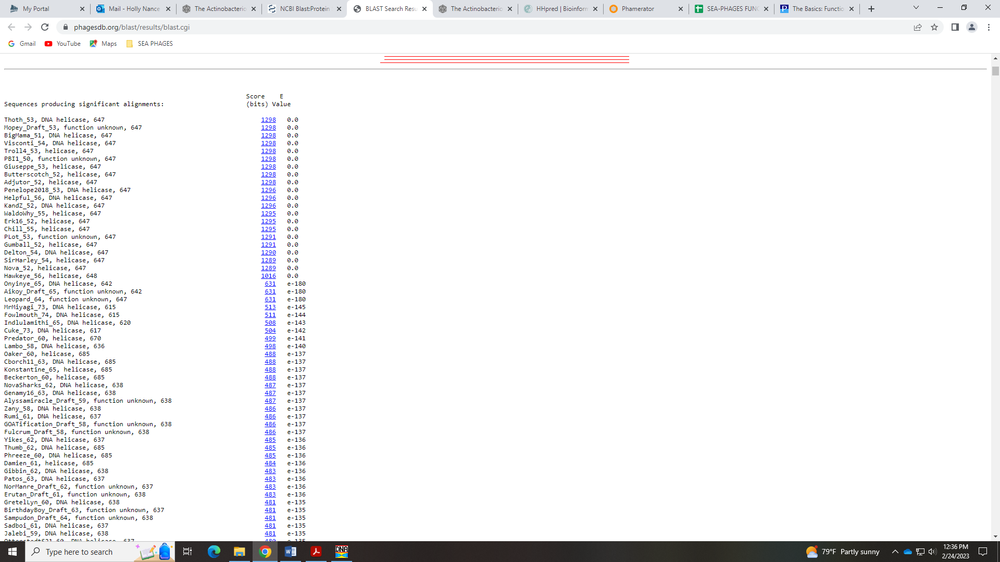 My Portal
Mail - Holly Nance
The Actinobacterio
NCBI Blast:Protein
BLAST Search Resu
The Actinobacterio
HHpred | Bioinform
Phamerator
SEA-PHAGES FUNC
The Basics: Functio
phagesdb.org/blast/results/blast.cgi
Gmail YouTube Maps SEA PHAGES
Score E
Sequences producing significant alignments: (bits) Value
Thoth_53, DNA helicase, 647 1298 0.0
Mopey_Draft_53, function unknown, 647 1298 0.0
BigMama_51, DNA helicase, 647 1298 0.0
Visconti_54, DNA helicase, 647 1298 0.0
Troll4_53, helicase, 647 1298 0.0
PBI1_50, function unknown, 647 1298 0.0
Giuseppe_53, helicase, 647 1298 0.0
Butterscotch_52, helicase, 647 1298 0.0
Adjutor_52, helicase, 647 1298 0.0
Penelope2018_53, DNA helicase, 647 1296 0.0
Helpful_56, DNA helicase, 647 1296 0.0
KandZ_52, DNA helicase, 647 1296 0.0
WaldoWhy_55, helicase, 647 1295 0.0
Erk16_52, helicase, 647 1295 0.0
Chill_55, helicase, 647 1295 0.0
PLot_53, function unknown, 647 1291 0.0
Gumball_52, helicase, 647 1291 0.0
Delton_54, DNA helicase, 647 1290 0.0
SirHarley_54, helicase, 647 1289 0.0
Nova_52, helicase, 647 1289 0.0
Hawkeye_56, helicase, 648 1016 0.0
Onyinye_65, DNA helicase, 642 631 e-180
Aikoy_Draft_65, function unknown, 642 631 e-180
Leopard_64, function unknown, 647 631 e-180
MrMiyagi_73, DNA helicase, 615 513 e-145
Fowlmouth_74, DNA helicase, 615 511 e-144
Indlulamithi_65, DNA helicase, 620 508 e-143
Cuke_73, DNA helicase, 617 504 e-142
Predator_60, helicase, 670 499 e-141
Lambo_58, DNA helicase, 636 498 e-140
Oaker_60, helicase, 685 488 e-137
Cborch11_63, DNA helicase, 685 488 e-137
Konstantine_65, helicase, 685 488 e-137
Beckerton_60, helicase, 685 488 e-137
NovaSharks_62, DNA helicase, 638 487 e-137
Genamy16_63, DNA helicase, 638 487 e-137
Alyssamiracle_Draft_59, function unknown, 638 487 e-137
Zany_58, DNA helicase, 638 486 e-137
Rumi_61, DNA helicase, 637 486 e-137
GOATification_Draft_58, function unknown, 638 486 e-137
Fulcrum_Draft_58, function unknown, 638 486 e-137
Yikes_62, DNA helicase, 637 485 e-136
Thumb_62, DNA helicase, 685 485 e-136
Phreeze_60, DNA helicase, 685 485 e-136
Damien_61, helicase, 685 484 e-136
Gibbin_62, DNA helicase, 638 483 e-136
Patos_63, DNA helicase, 637 483 e-136
NorManre_Draft_62, function unknown, 637 483 e-136
Erutan_Draft_61, function unknown, 638 483 e-136
GretelLyn_60, DNA helicase, 638 481 e-135
BirthdayBoy_Draft_63, function unknown, 637 481 e-135
Sampudon_Draft_64, function unknown, 638 481 e-135
Sadboi_61, DNA helicase, 637 481 e-135
Jalebi_59, DNA helicase, 638 481 e-135
OttenstedtS21_60, DNA helicase, 637 480 e-135
Type here to search
DNA
79°F Partly sunny
12:36 PM
2/24/2023